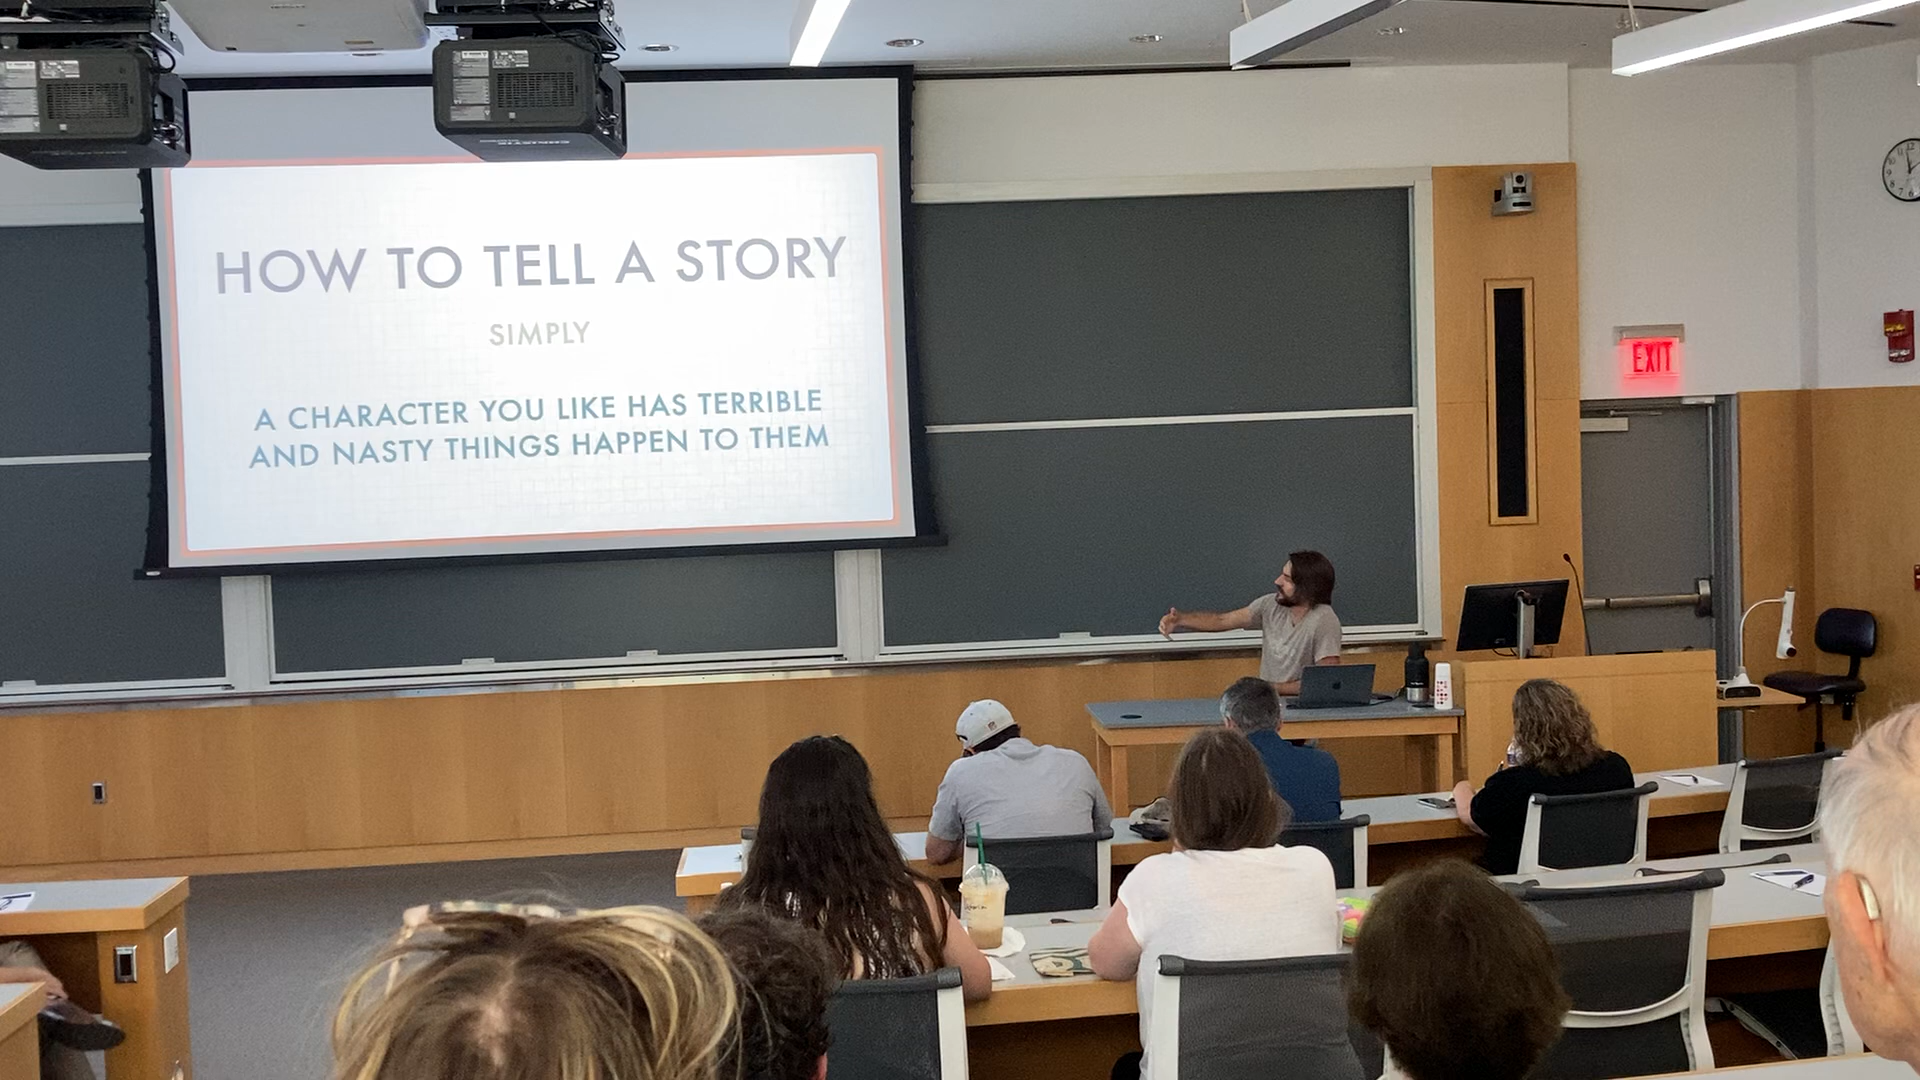 HOW TO TELL A STORY
SIMPLY
A CHARACTER YOU LIKE HAS TERRIBLE
AND NASTY THINGS HAPPEN TO THEM
EXIT